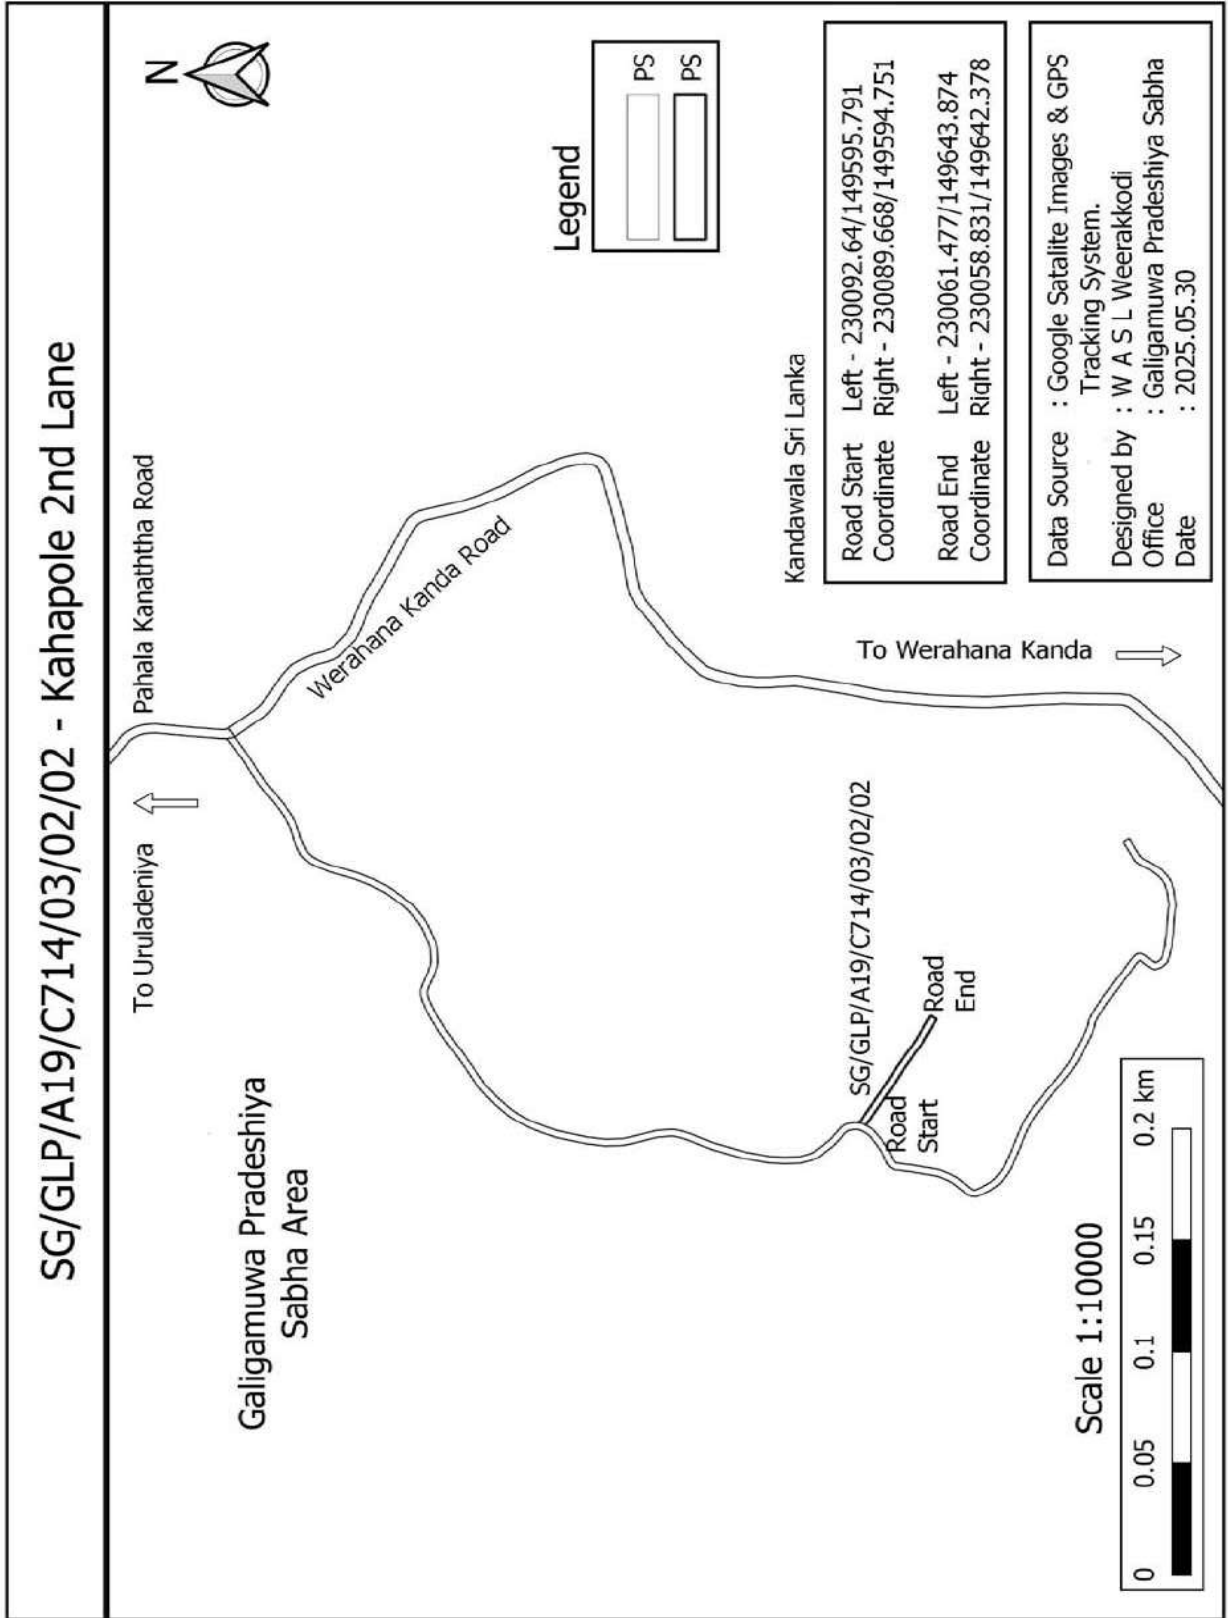 SG/GLP/A19/C714/03/02/02 - Kahapole 2nd Lane
N
To Uruladeniya
Pahala Kanaththa Road
Galigamuwa Pradeshiya
Sabha Area
Werahana Kanda Road
Legend
PS
PS
SG/GLP/A19/C714/03/02/02
Road
Start
Road
End
To Werahana Kanda
Kandawala Sri Lanka
Road Start Left - 230092.64/149595.791
Coordinate Right - 230089.668/149594.751
Road End Left - 230061.477/149643.874
Coordinate Right - 230058.831/149642.378
Scale 1:10000
0 0.05 0.1 0.15 0.2 km
Data Source : Google Satalite Images & GPS
Tracking System.
Designed by : W A S L Weerakkodi
Office : Galigamuwa Pradeshiya Sabha
Date : 2025.05.30